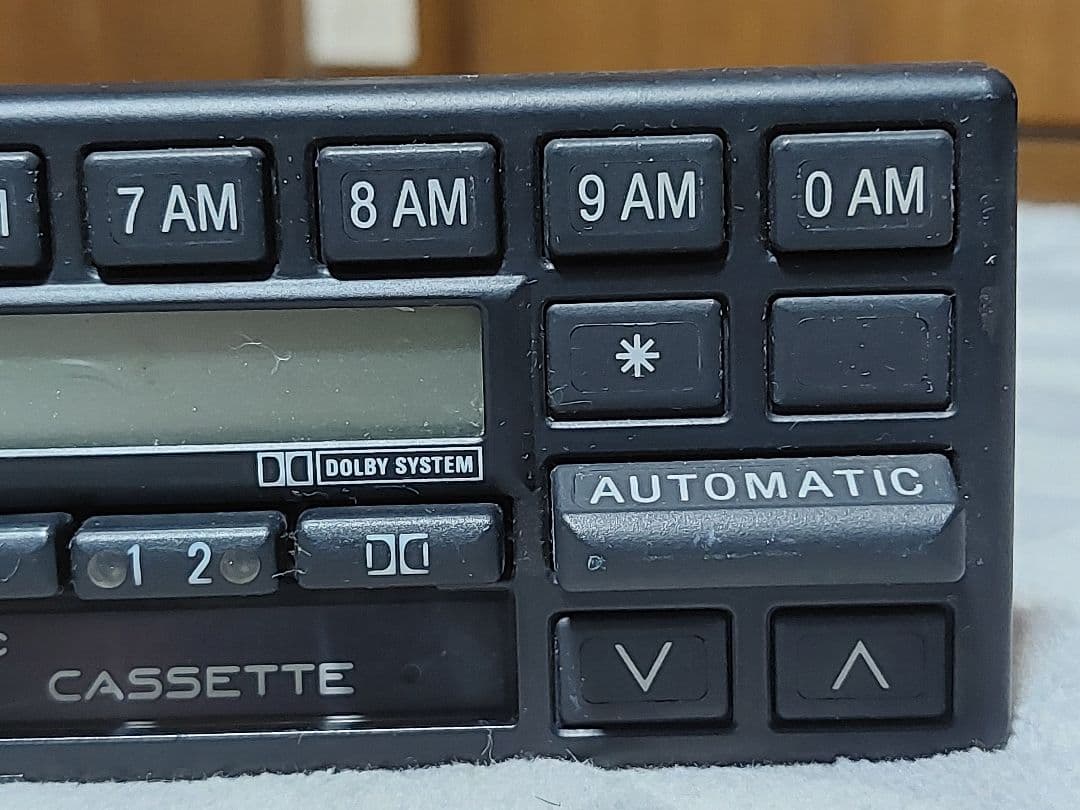 7 AM 8 AM 9 AM 0 AM
*
DOLBY SYSTEM
AUTOMATIC
1 2
CASSETTE